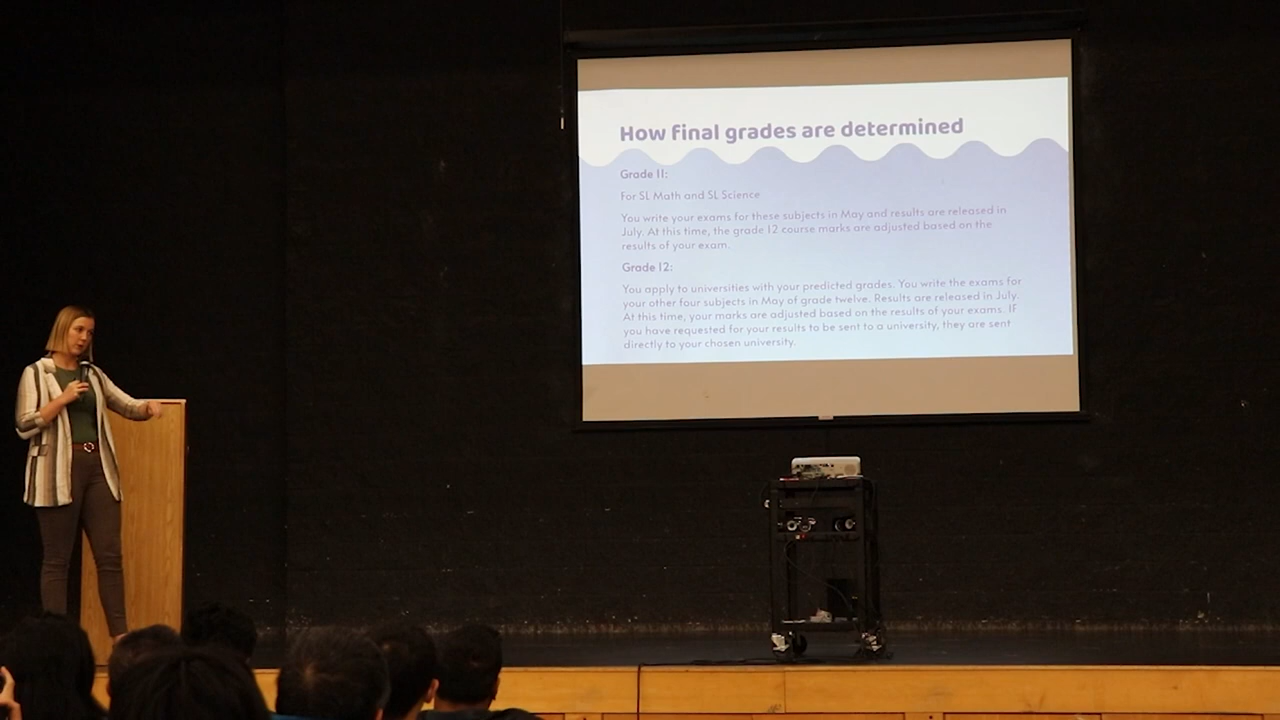 How final grades are determined
Grade 11:
For SL Math and SL Science
You write your exams for these subjects in May and results are released in
July. At this time, the grade 12 course marks are adjusted based on the
results of your exam.
Grade 12:
You apply to universities with your predicted grades. You write the exams for
your other four subjects in May of grade twelve. Results are released in July.
At this time, your marks are adjusted based on the results of your exams. IF
you have requested for your results to be sent to a university, they are sent
directly to your chosen university.